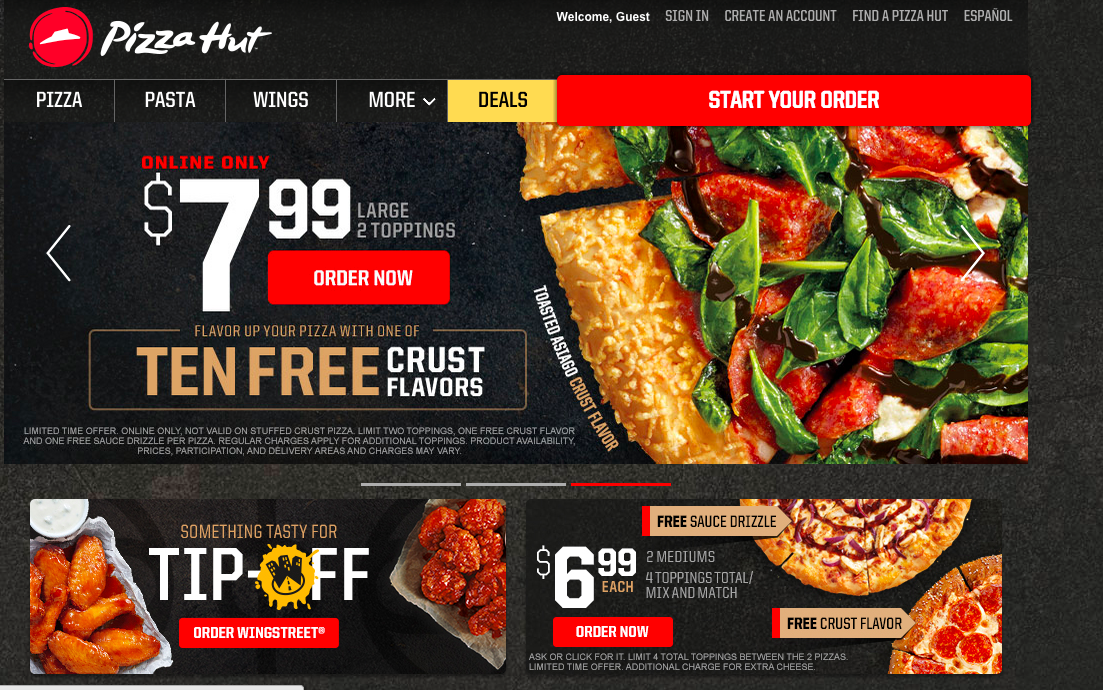 Pizza Hut
Welcome, Guest SIGN IN CREATE AN ACCOUNT FIND A PIZZA HUT ESPAÑOL
PIZZA PASTA WINGS MORE DEALS START YOUR ORDER
ONLINE ONLY
$7.99
LARGE
2 TOPPINGS
ORDER NOW
FLAVOR UP YOUR PIZZA WITH ONE OF
TEN FREE CRUST
FLAVORS
TOASTED ASIAGO CRUST FLAVOR
LIMITED TIME OFFER. ONLINE ONLY, NOT VALID ON STUFFED CRUST PIZZA. LIMIT TWO TOPPINGS, ONE FREE CRUST FLAVOR
AND ONE FREE SAUCE DRIZZLE PER PIZZA. REGULAR CHARGES APPLY FOR ADDITIONAL TOPPINGS. PRODUCT AVAILABILITY,
PRICES, PARTICIPATION, AND DELIVERY AREAS AND CHARGES MAY VARY.
SOMETHING TASTY FOR
TIP-OFF
ORDER WINGSTREET®
FREE SAUCE DRIZZLE
$6.99
EACH
2 MEDIUMS
4 TOPPINGS TOTAL/
MIX AND MATCH
ORDER NOW
FREE CRUST FLAVOR
ASK OR CLICK FOR IT. LIMIT 4 TOTAL TOPPINGS BETWEEN THE 2 PIZZAS.
LIMITED TIME OFFER. ADDITIONAL CHARGE FOR EXTRA CHEESE.